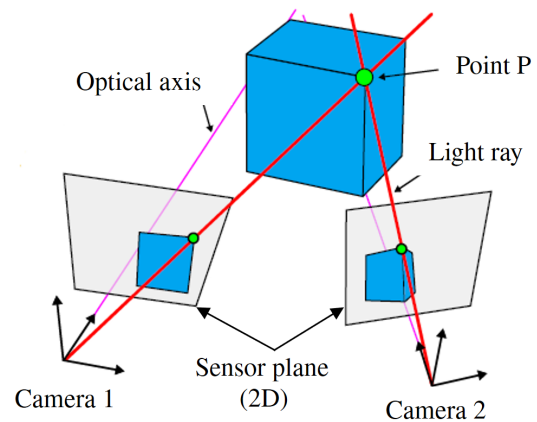 Optical axis
Point P
Light ray
Sensor plane
(2D)
Camera 1
Camera 2